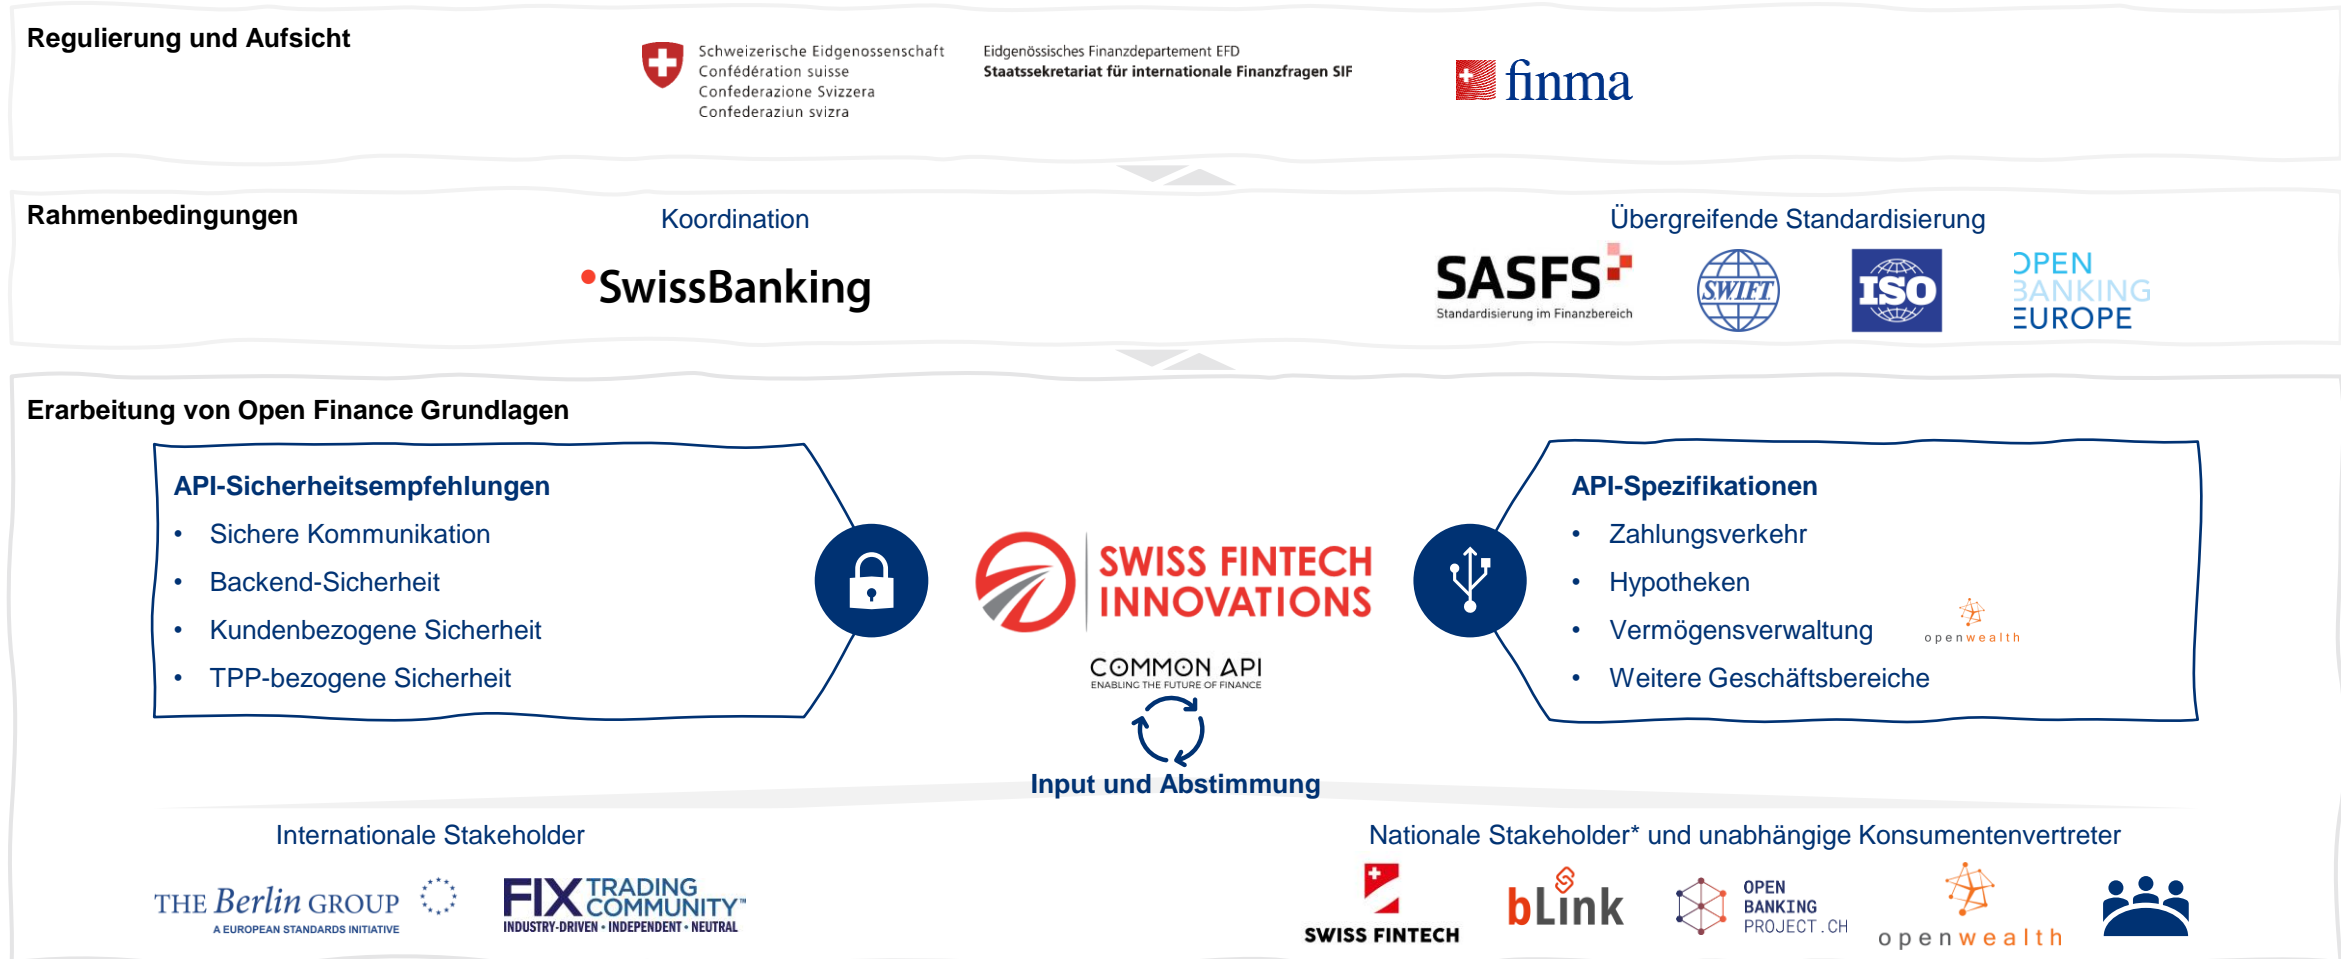 Regulierung und Aufsicht
Schweizerische Eidgenossenschaft
Confédération suisse
Confederazione Svizzera
Confederaziun svizra
Eidgenössisches Finanzdepartement EFD
Staatssekretariat für internationale Finanzfragen SIF
finma
Rahmenbedingungen
Koordination
SwissBanking
Übergreifende Standardisierung
SASFS
Standardisierung im Finanzbereich
S.W.I.F.T.
ISO
OPEN
BANKING
EUROPE
Erarbeitung von Open Finance Grundlagen
API-Sicherheitsempfehlungen
• Sichere Kommunikation
• Backend-Sicherheit
• Kundenbezogene Sicherheit
• TPP-bezogene Sicherheit
SWISS FINTECH
INNOVATIONS
COMMON API
ENABLING THE FUTURE OF FINANCE
API-Spezifikationen
• Zahlungsverkehr
• Hypotheken
• Vermögensverwaltung
openwealth
• Weitere Geschäftsbereiche
Input und Abstimmung
Internationale Stakeholder
THE Berlin GROUP
A EUROPEAN STANDARDS INITIATIVE
FIX TRADING
COMMUNITY™
INDUSTRY-DRIVEN • INDEPENDENT • NEUTRAL
Nationale Stakeholder* und unabhängige Konsumentenvertreter
SWISS FINTECH
bLink
OPEN
BANKING
PROJECT.CH
openwealth